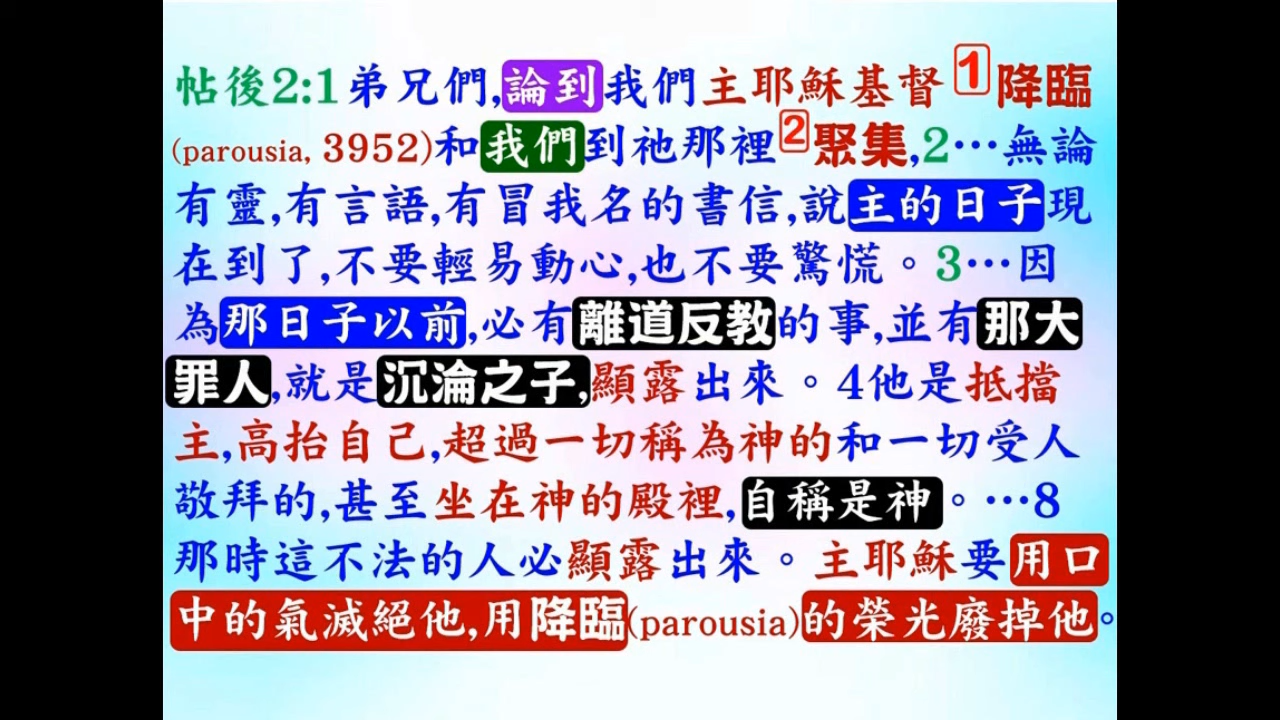 帖後2:1弟兄們,論到我們主耶穌基督1降臨
(parousia, 3952)和我們到祂那裡2聚集,2…無論
有靈,有言語,有冒我名的書信,說主的日子現
在到了,不要輕易動心,也不要驚慌。3…因
為那日子以前,必有離道反教的事,並有那大
罪人,就是沉淪之子,顯露出來。4他是抵擋
主,高抬自己,超過一切稱為神的和一切受人
敬拜的,甚至坐在神的殿裡,自稱是神。…8
那時這不法的人必顯露出來。主耶穌要用口
中的氣滅絕他,用降臨(parousia)的榮光廢掉他。